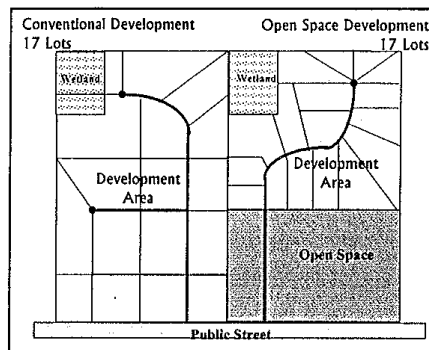 Conventional Development
17 Lots
Open Space Development
17 Lots
Wetland
Wetland
Development
Area
Development
Area
Open Space
Public Street